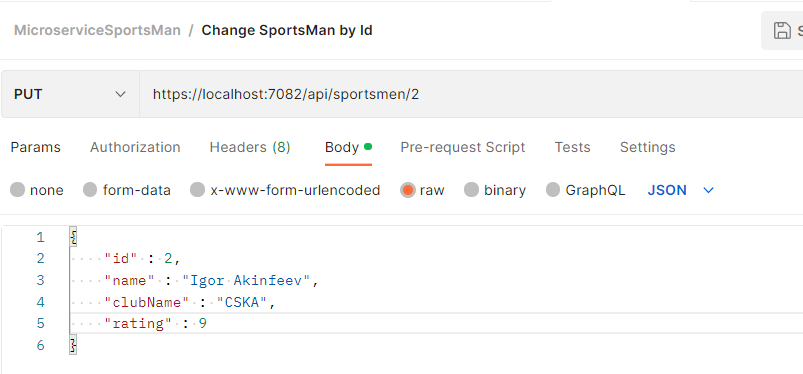 MicroserviceSportsMan / Change SportsMan by Id
PUT https://localhost:7082/api/sportsmen/2
Params Authorization Headers (8) Body Pre-request Script Tests Settings
none form-data x-www-form-urlencoded raw binary GraphQL JSON
1 {
2 "id" : 2,
3 "name" : "Igor Akinfeev",
4 "clubName" : "CSKA",
5 "rating" : 9
6 }